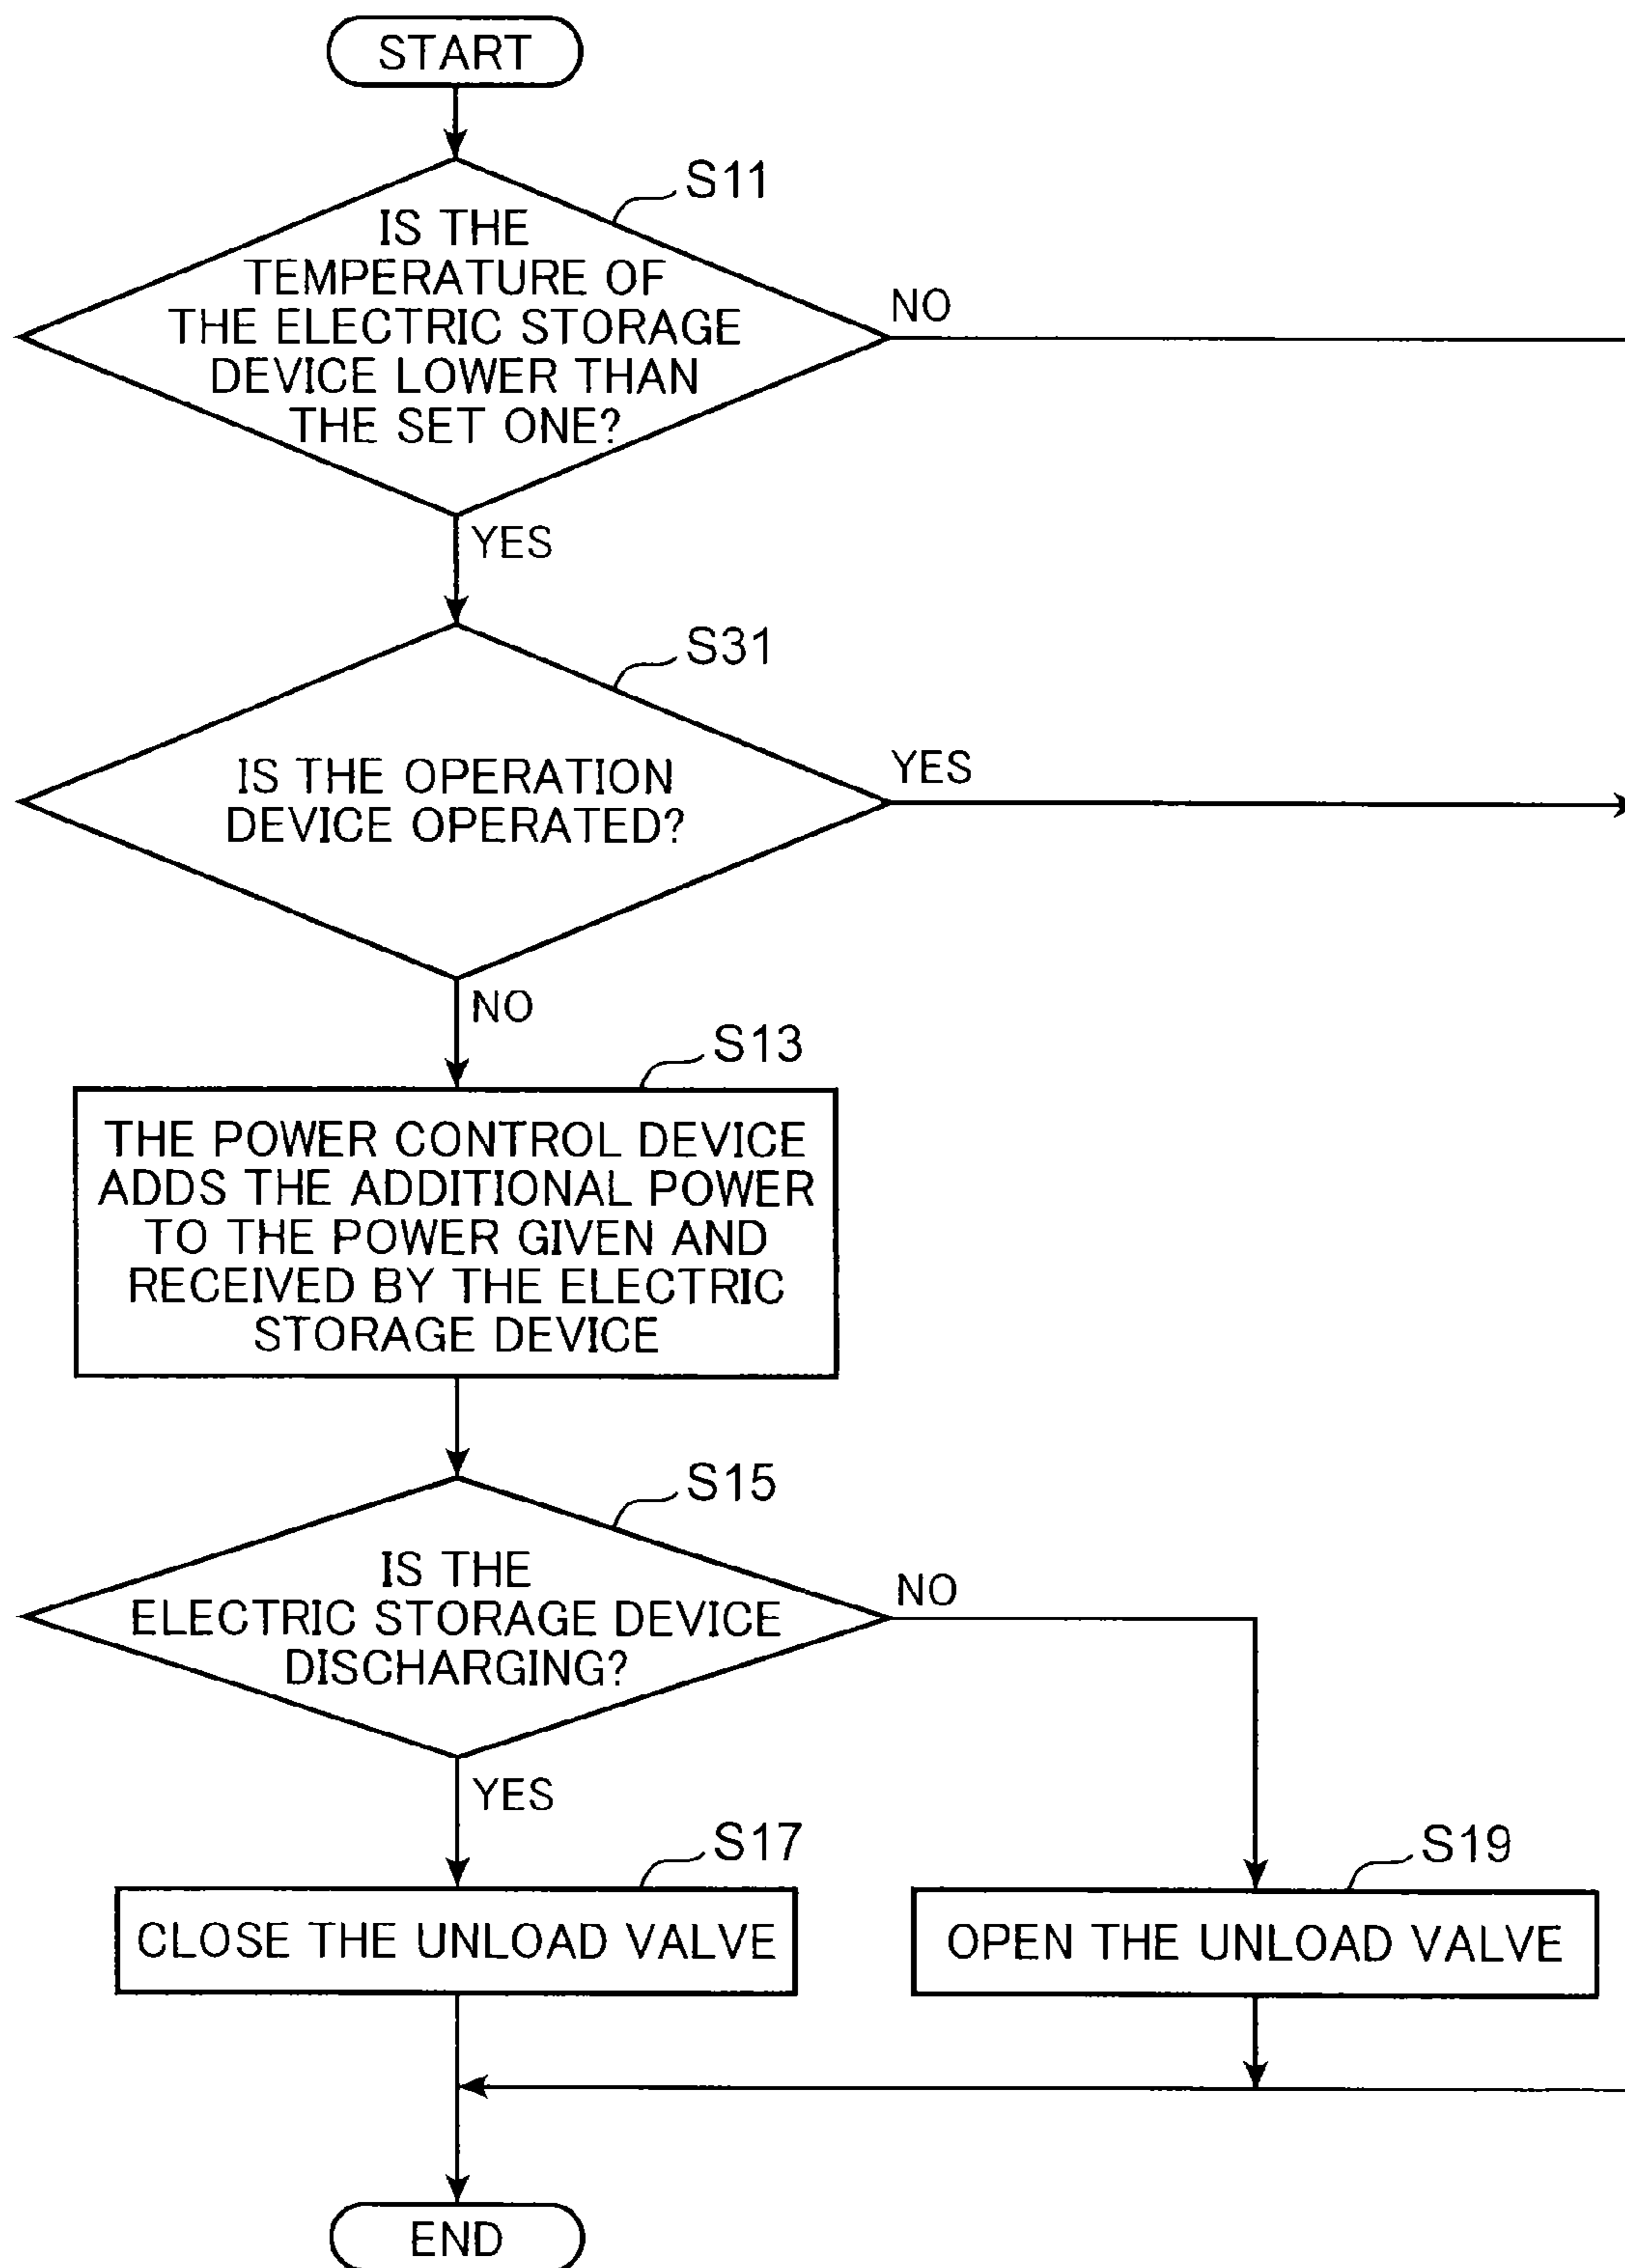 START
S11
IS THE
TEMPERATURE OF
THE ELECTRIC STORAGE
DEVICE LOWER THAN
THE SET ONE?
NO
YES
S31
IS THE OPERATION
DEVICE OPERATED?
YES
NO
S13
THE POWER CONTROL DEVICE
ADDS THE ADDITIONAL POWER
TO THE POWER GIVEN AND
RECEIVED BY THE ELECTRIC
STORAGE DEVICE
S15
IS THE
ELECTRIC STORAGE DEVICE
DISCHARGING?
NO
YES
S17
CLOSE THE UNLOAD VALVE
S19
OPEN THE UNLOAD VALVE
END